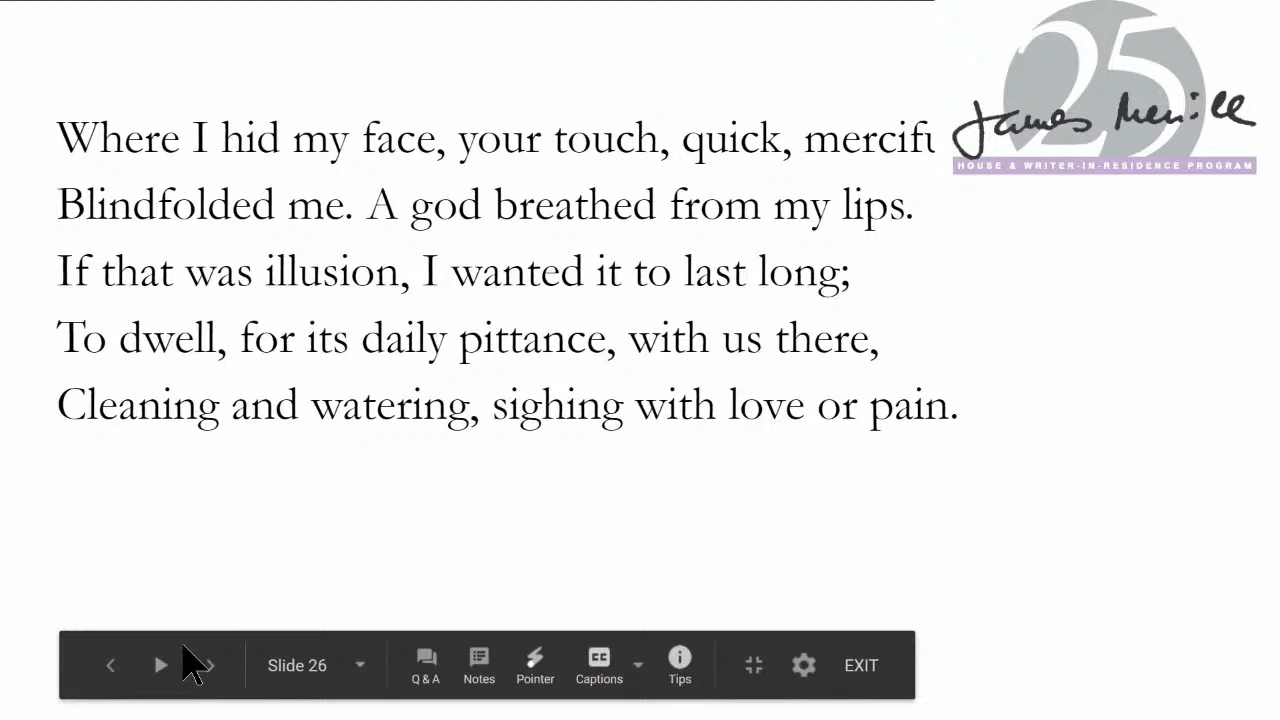 Where I hid my face, your touch, quick,
Blindfolded me. A god breathed from my lips.
If that was illusion, I wanted it to last long;
To dwell, for its daily pittance, with us there,
Cleaning and watering, sighing with love or pain.
25
James Merrill
HOUSE & WRITER-IN-RESIDENCE PROGRAM
Slide 26
Q & A
Notes
Pointer
CC
Captions
Tips
EXIT